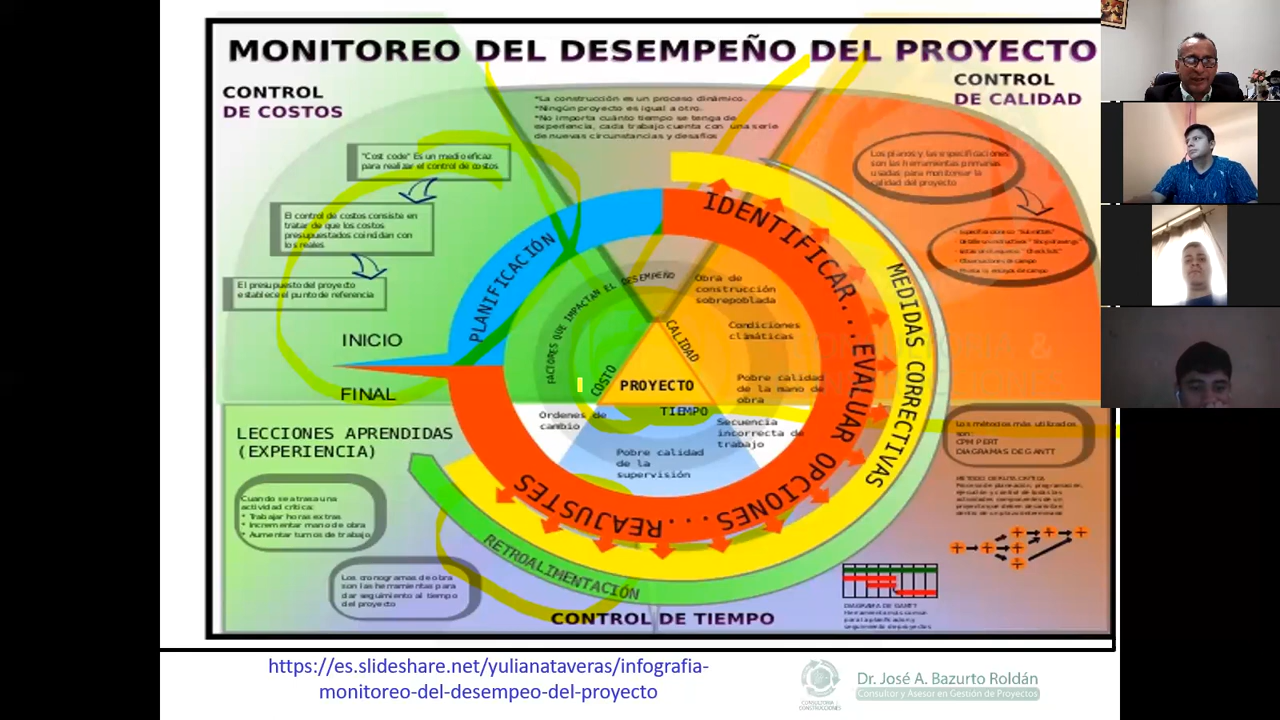 MONITOREO DEL DESEMPEÑO DEL PROYECTO
CONTROL
DE COSTOS
CONTROL
DE CALIDAD
*La construcción es un proceso dinámico.
*Ningún proyecto es igual a otro.
*No importa cuánto tiempo se tenga de
experiencia, cada trabajo cuenta con una serie
de nuevas circunstancias y desafíos
"Cost code" Es un medio eficaz
para realizar el control de costos
El control de costos consiste en
tratar de que los costos
presupuestados coincidan con
los reales
El presupuesto del proyecto
establece el punto de referencia
Los planos y las especificaciones
son las herramientas primarias
usadas para monitorear la
calidad del proyecto
INICIO
FINAL
PLANIFICACIÓN
FACTORES QUE IMPACTAN EL DESEMPEÑO
IDENTIFICAR...EVALUAR OPCIONES...REAJUSTES
MEDIDAS CORRECTIVAS
RETROALIMENTACIÓN
Obra de
construcción
sobrepoblada
Condiciones
climáticas
Pobre calidad
de la mano de
obra
CALIDAD
COSTO
PROYECTO
TIEMPO
Ordenes de
cambio
Pobre calidad
de la
supervisión
Secuencia
incorrecta de
trabajo
LECCIONES APRENDIDAS
(EXPERIENCIA)
Cuando se atrasa una
actividad crítica:
* Trabajar horas extras
* Incrementar mano de obra
* Aumentar turnos de trabajo
Los cronogramas de obra
son las herramientas para
dar seguimiento al tiempo
del proyecto
Los métodos más utilizados
son:
CPM PERT
DIAGRAMAS DE GANTT
DIAGRAMA DE GANTT
CONTROL DE TIEMPO
https://es.slideshare.net/yulianataveras/infografia-
monitoreo-del-desempeo-del-proyecto
Dr. José A. Bazurto Roldán
Consultor y Asesor en Gestión de Proyectos